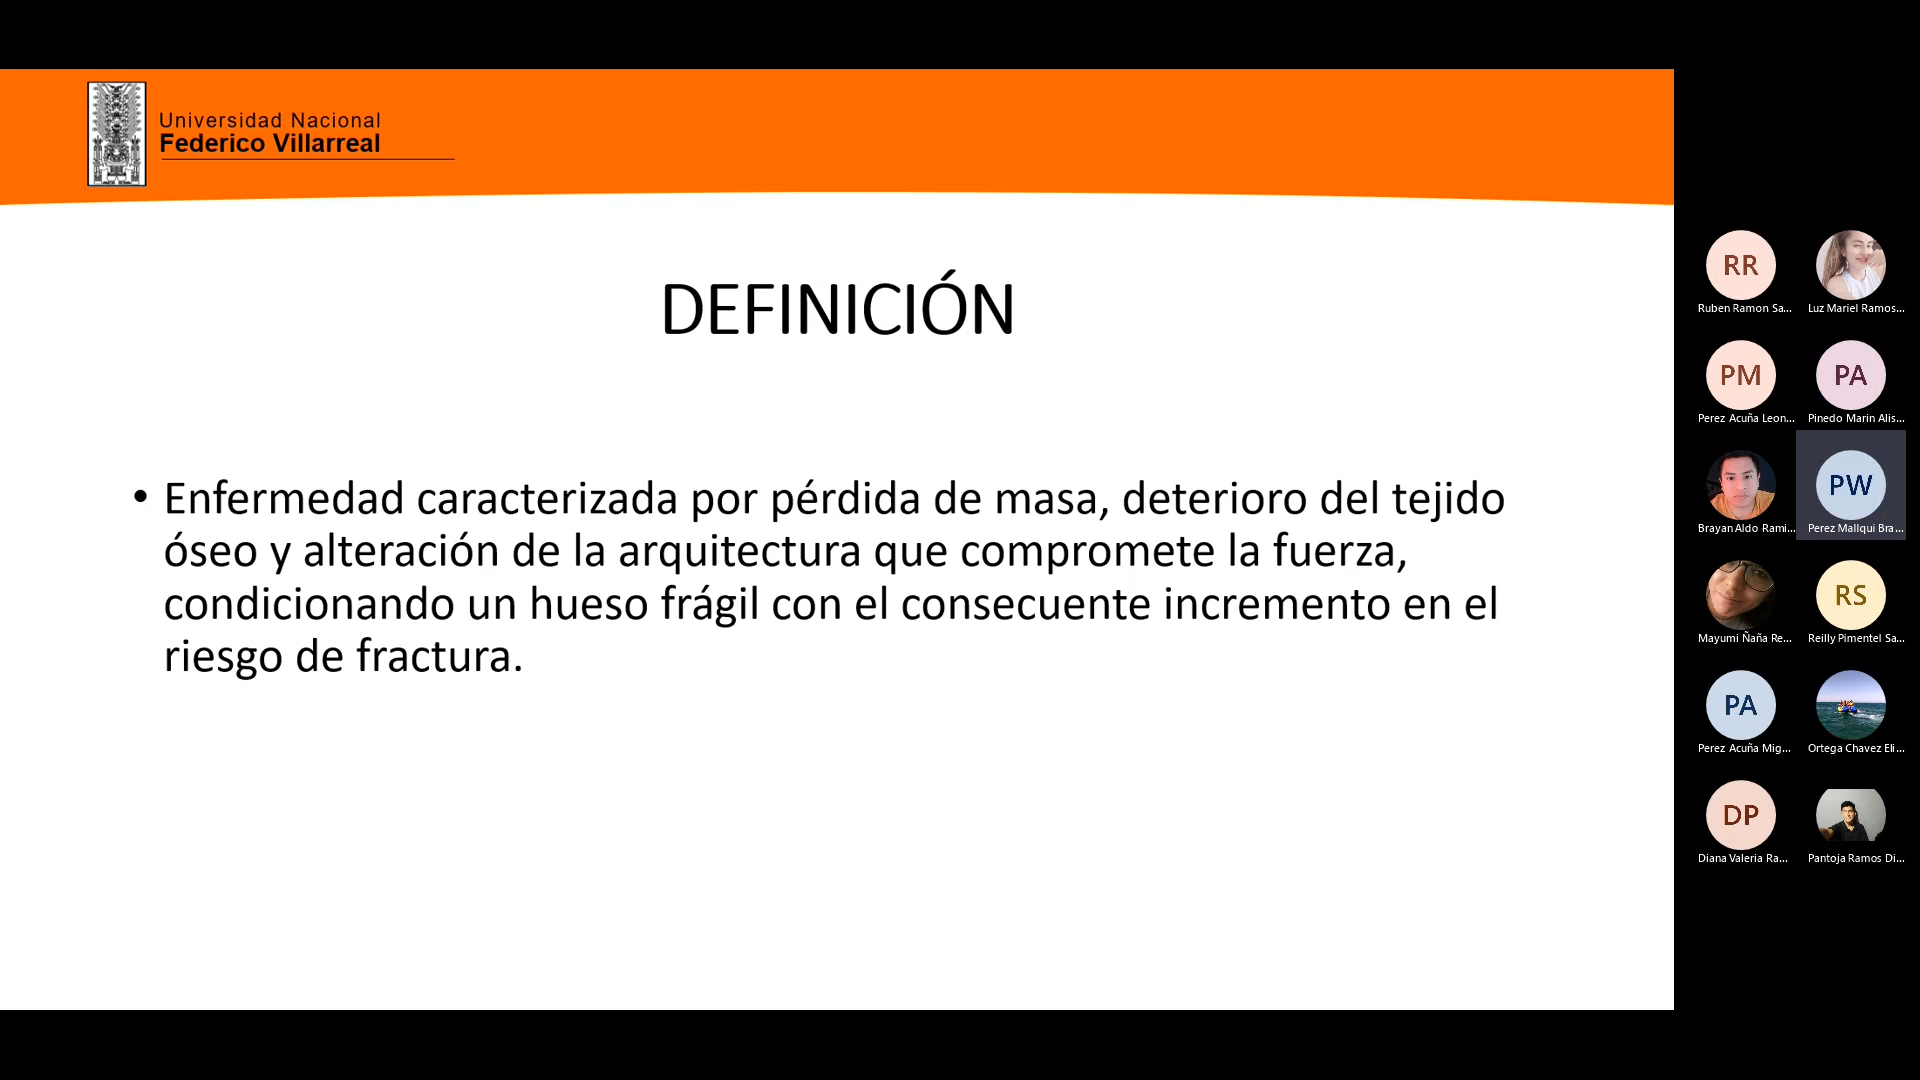 Universidad Nacional
Federico Villarreal
DEFINICIÓN
• Enfermedad caracterizada por pérdida de masa, deterioro del tejido
óseo y alteración de la arquitectura que compromete la fuerza,
condicionando un hueso frágil con el consecuente incremento en el
riesgo de fractura.
RR
Ruben Ramon Sa...
Luz Mariel Ramos...
PM
Perez Acuña Leon...
PA
Pinedo Marin Alis...
Brayan Aldo Rami...
PW
Perez Mallqui Bra...
Mayumi Ñaña Re...
RS
Reilly Pimentel Sa...
PA
Perez Acuña Mig...
Ortega Chavez Eli...
DP
Diana Valeria Ra...
Pantoja Ramos Di...